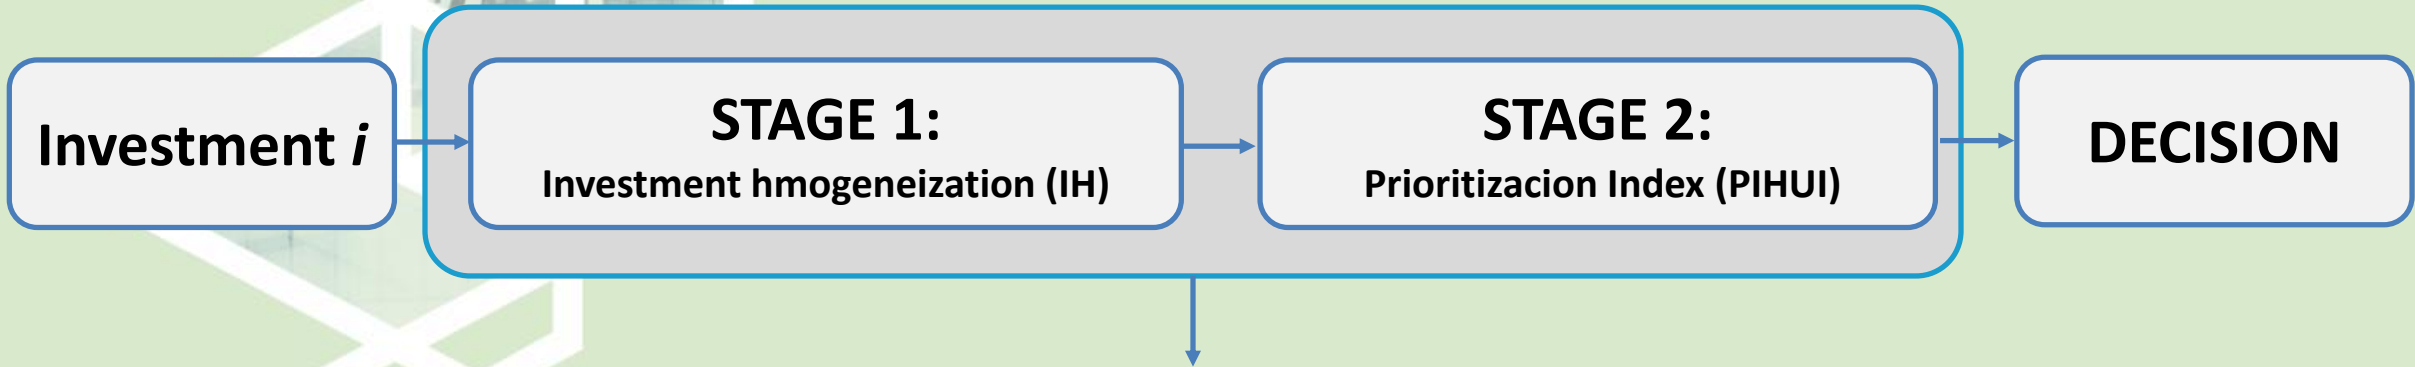 Investment i
STAGE 1:
Investment hmogeneization (IH)
STAGE 2:
Prioritizacion Index (PIHUI)
DECISION